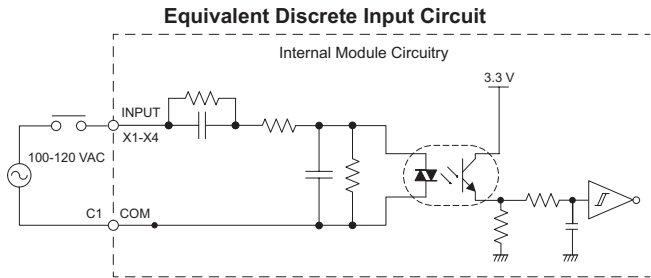 Equivalent Discrete Input Circuit
Internal Module Circuitry
3.3 V
INPUT
X1-X4
100-120 VAC
C1 COM